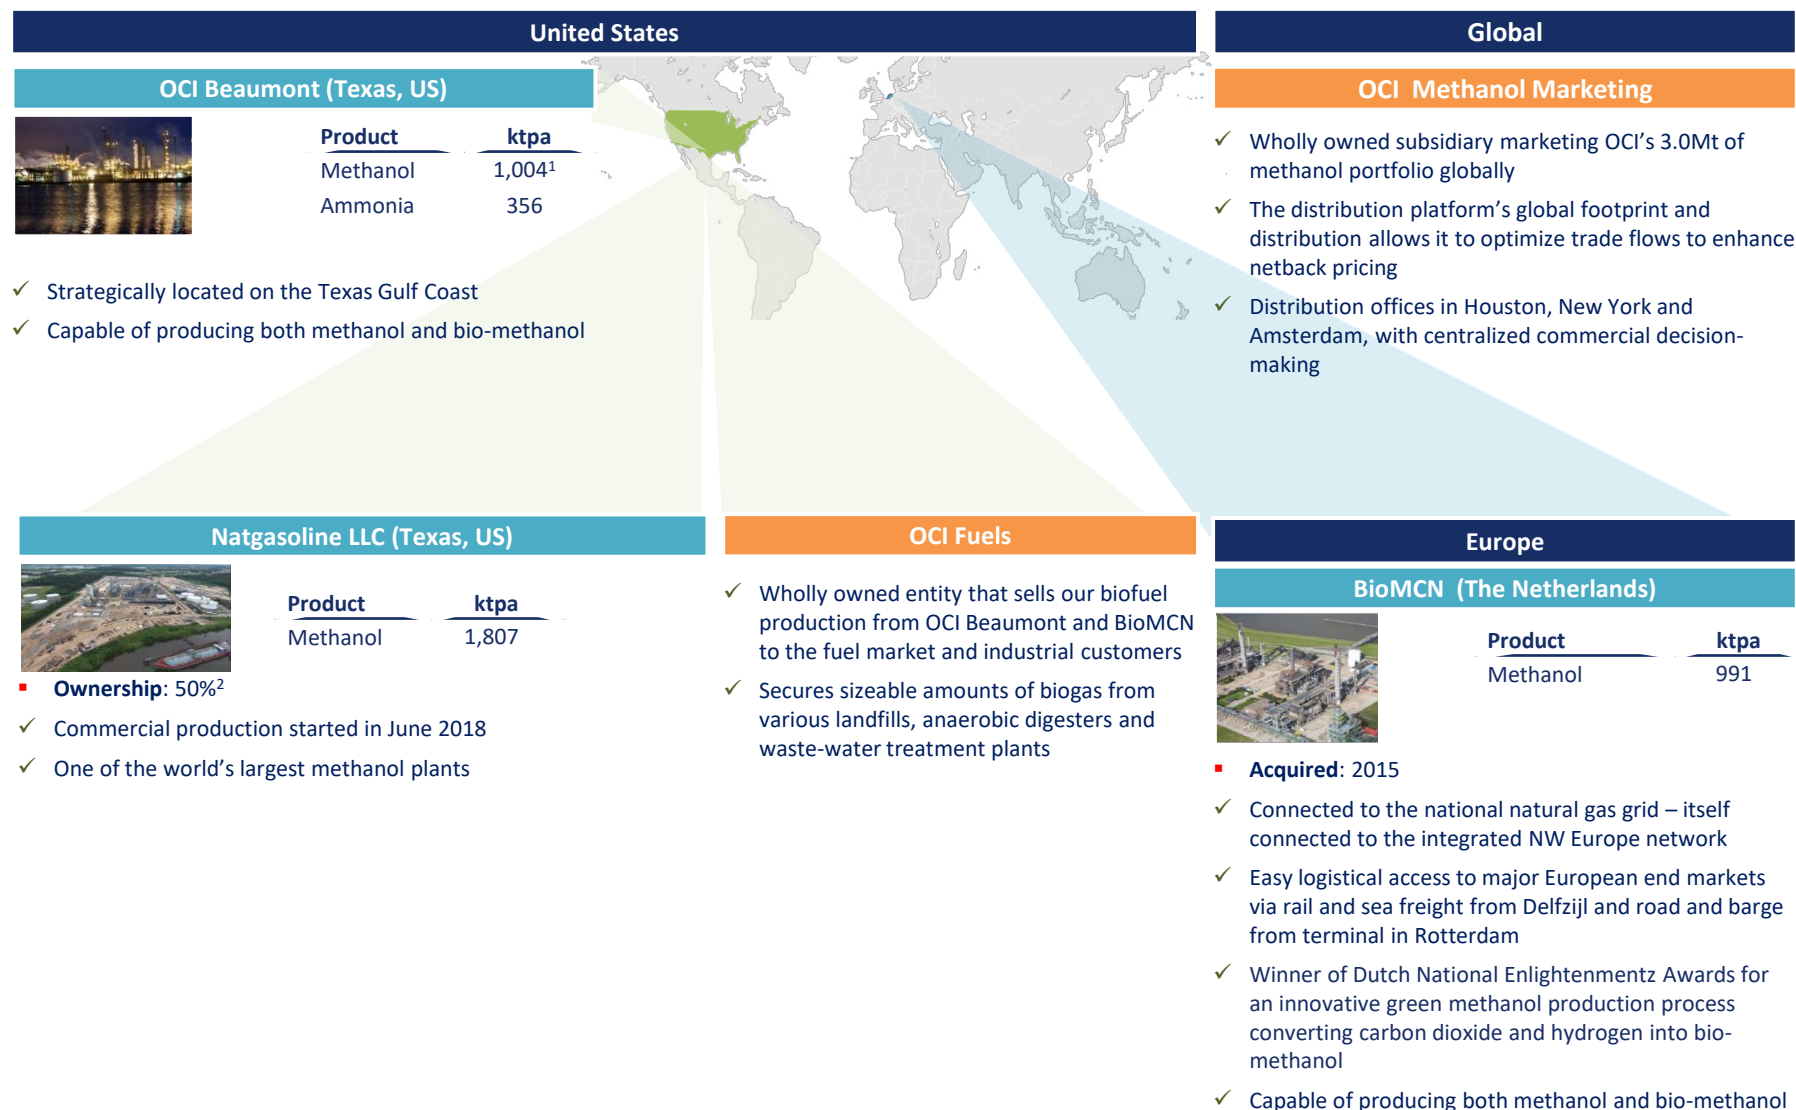 United States
OCI Beaumont (Texas, US)
Product ktpa
Methanol 1,004¹
Ammonia 356
✓ Strategically located on the Texas Gulf Coast
✓ Capable of producing both methanol and bio-methanol
Global
OCI Methanol Marketing
✓ Wholly owned subsidiary marketing OCI's 3.0Mt of
methanol portfolio globally
✓ The distribution platform's global footprint and
distribution allows it to optimize trade flows to enhance
netback pricing
✓ Distribution offices in Houston, New York and
Amsterdam, with centralized commercial decision-
making
Natgasoline LLC (Texas, US)
Product ktpa
Methanol 1,807
▪ Ownership: 50%²
✓ Commercial production started in June 2018
✓ One of the world's largest methanol plants
OCI Fuels
✓ Wholly owned entity that sells our biofuel
production from OCI Beaumont and BioMCN
to the fuel market and industrial customers
✓ Secures sizeable amounts of biogas from
various landfills, anaerobic digesters and
waste-water treatment plants
Europe
BioMCN (The Netherlands)
Product ktpa
Methanol 991
▪ Acquired: 2015
✓ Connected to the national natural gas grid – itself
connected to the integrated NW Europe network
✓ Easy logistical access to major European end markets
via rail and sea freight from Delfzijl and road and barge
from terminal in Rotterdam
✓ Winner of Dutch National Enlightenmentz Awards for
an innovative green methanol production process
converting carbon dioxide and hydrogen into bio-
methanol
✓ Capable of producing both methanol and bio-methanol